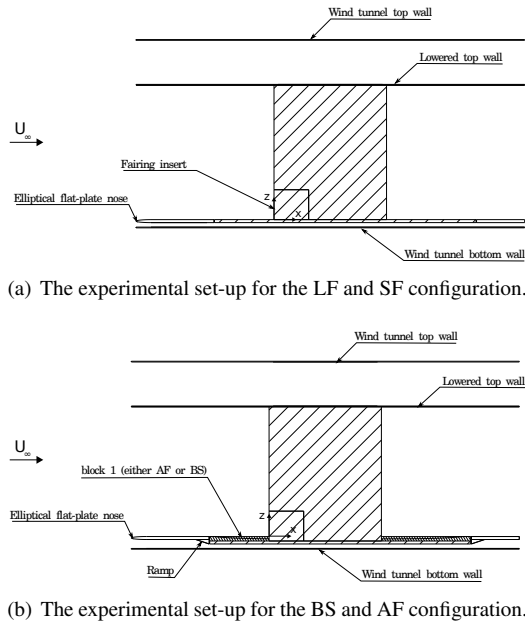 Wind tunnel top wall
Lowered top wall
U∞
Fairing insert
z
Elliptical flat-plate nose
x
Wind tunnel bottom wall
(a) The experimental set-up for the LF and SF configuration.
Wind tunnel top wall
Lowered top wall
U∞
block 1 (either AF or BS)
Elliptical flat-plate nose
z
x
Ramp
Wind tunnel bottom wall
(b) The experimental set-up for the BS and AF configuration.